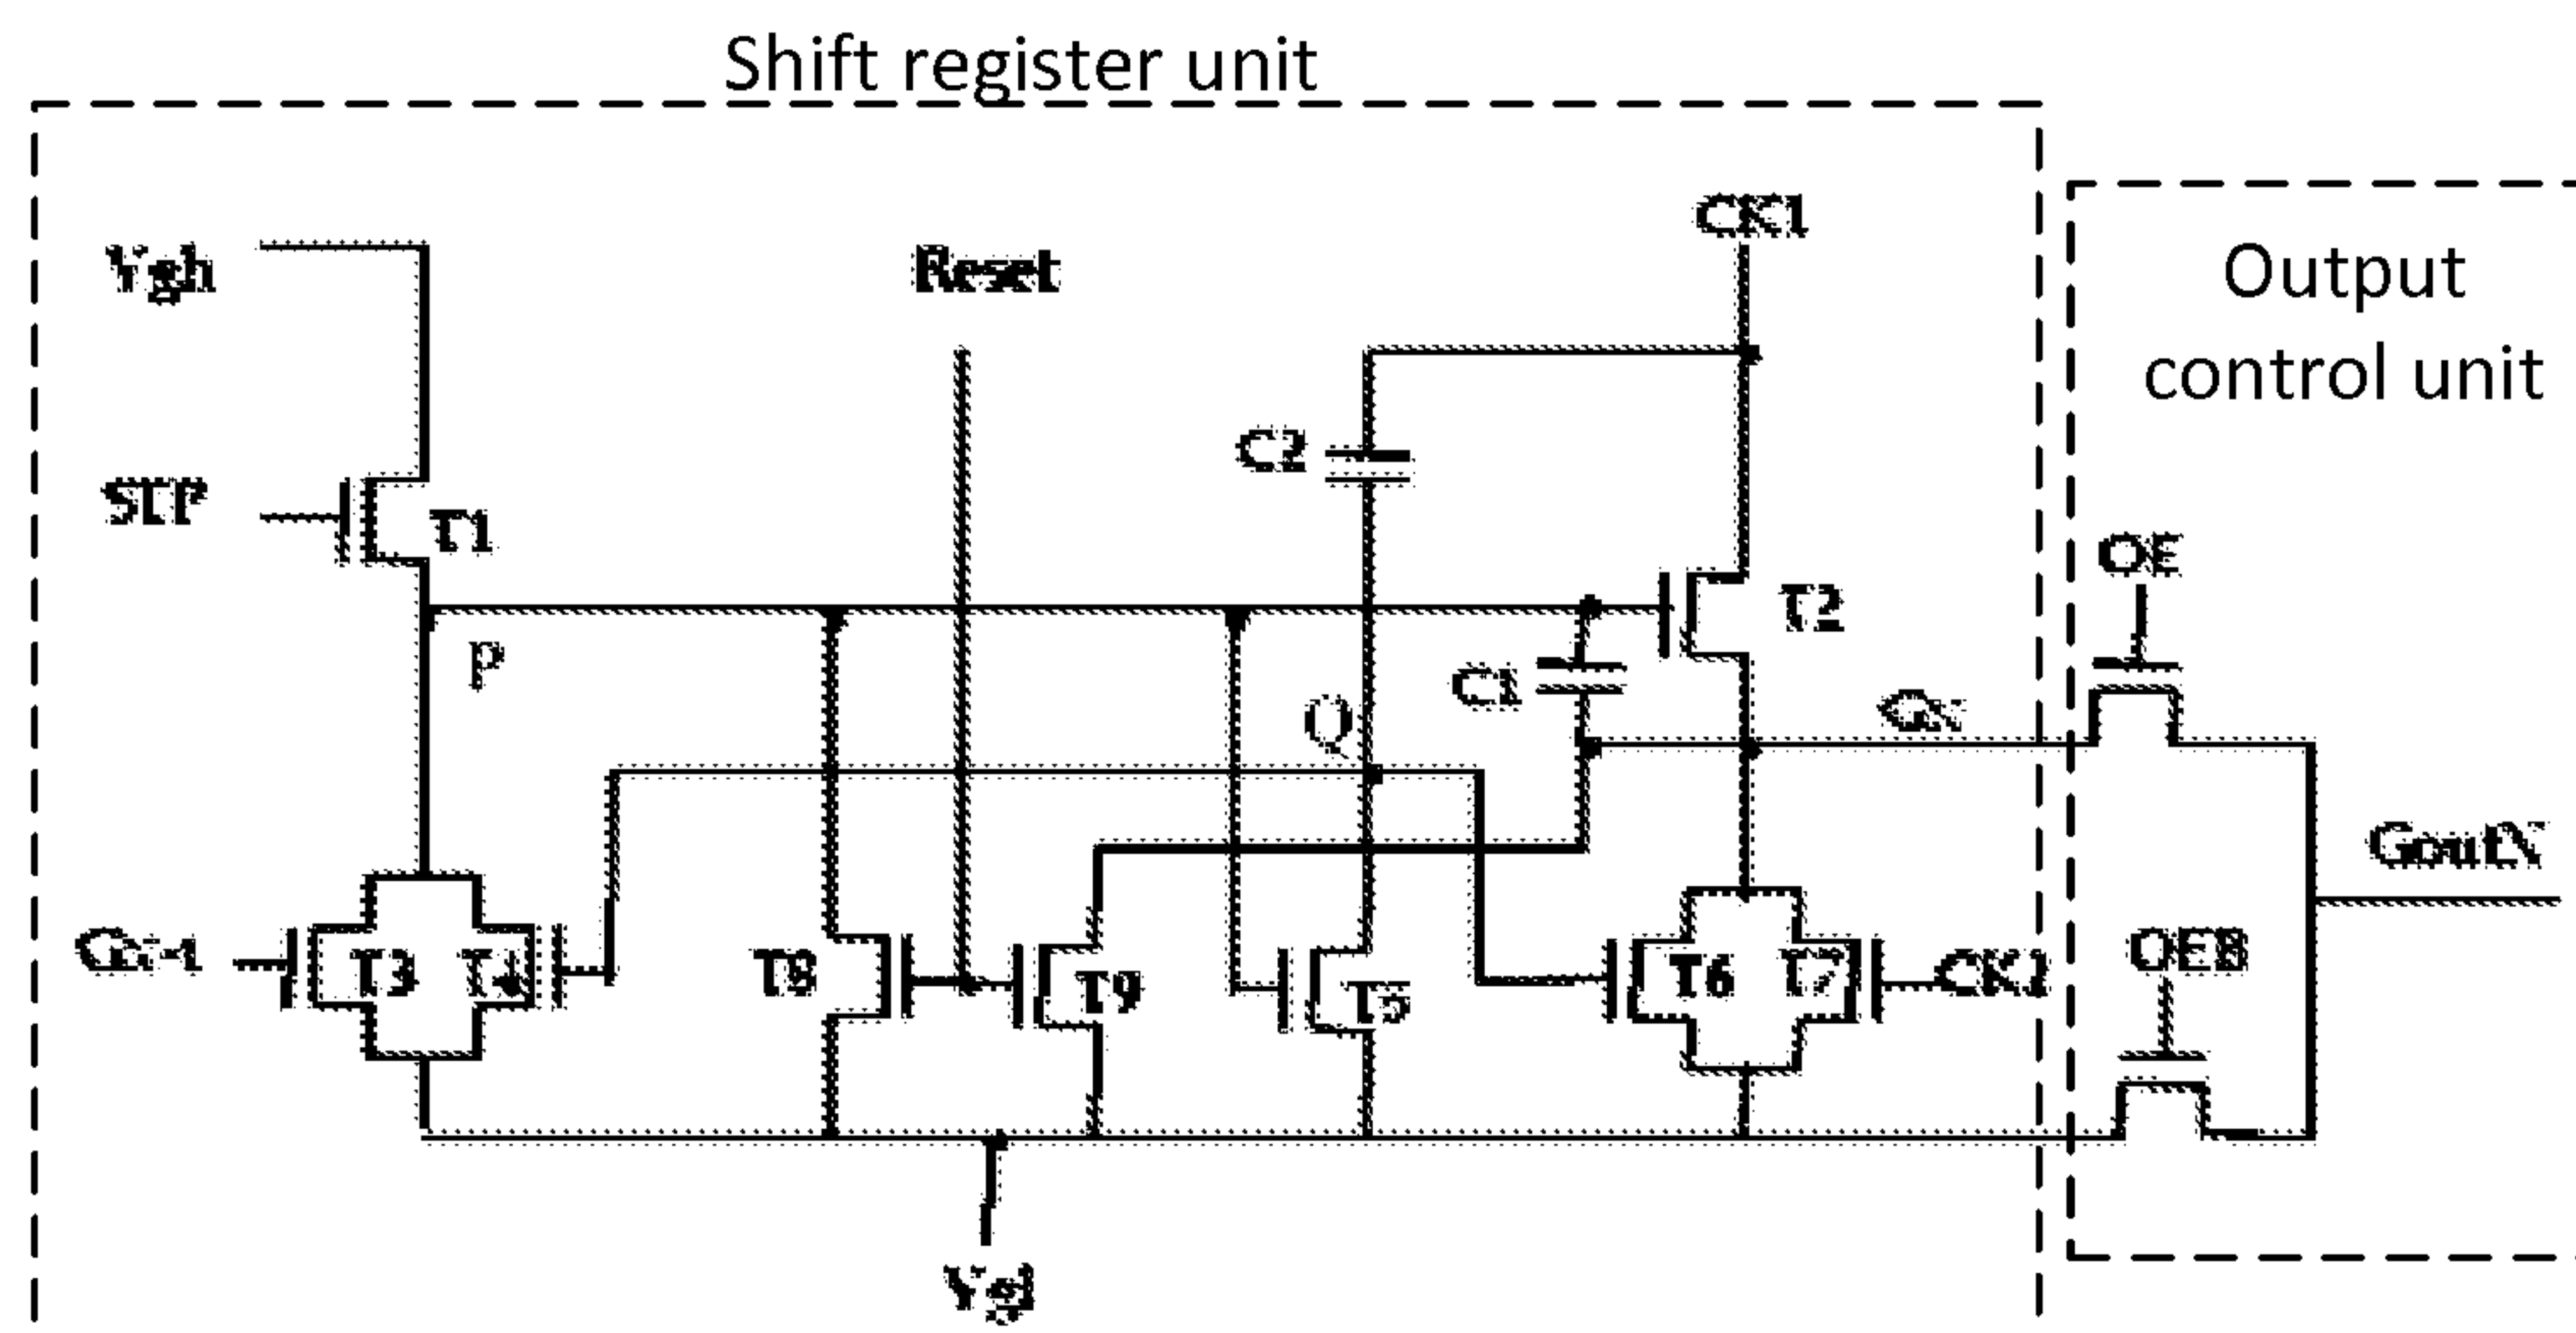 Shift register unit
Vgh
Reset
CK1
Output
control unit
C2
STP
T1
OE
T2
P
C1
Q
GN
GoutN
T3
T4
T8
T9
T5
T6
T7
OEB
Vgl